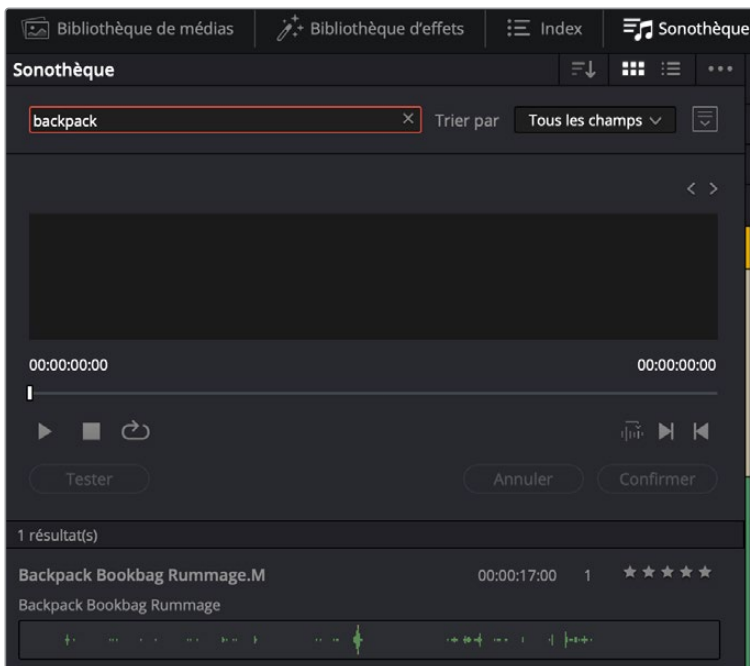 Bibliothèque de médias Bibliothèque d'effets Index Sonothèque
Sonothèque
backpack Trier par Tous les champs
00:00:00:00 00:00:00:00
Tester Annuler Confirmer
1 résultat(s)
Backpack Bookbag Rummage.M 00:00:17:00 1
Backpack Bookbag Rummage